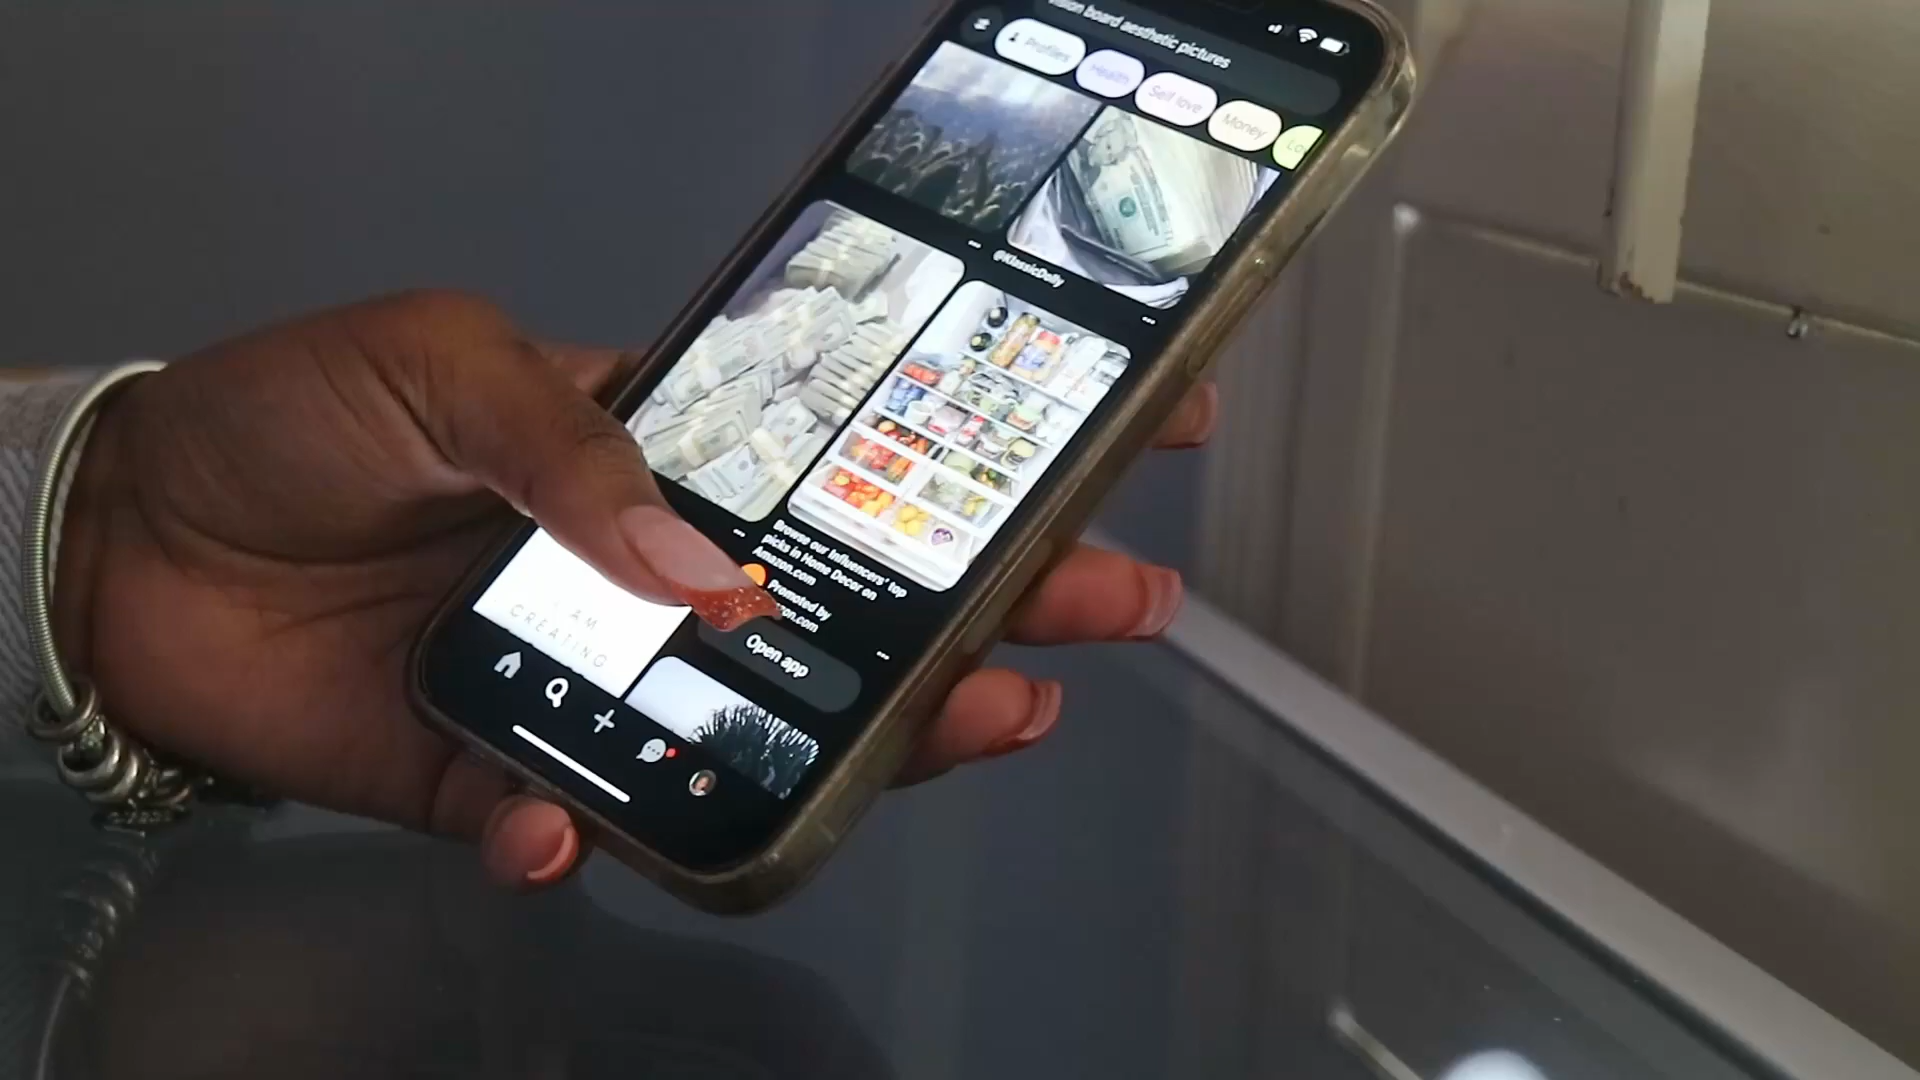 vision board aesthetic pictures
Profiles
Health
Self love
Money
@KlassicDolly
Browse our Influencers' top
picks in Home Decor on
Amazon.com
Promoted by
Open app
I AM
CREATING